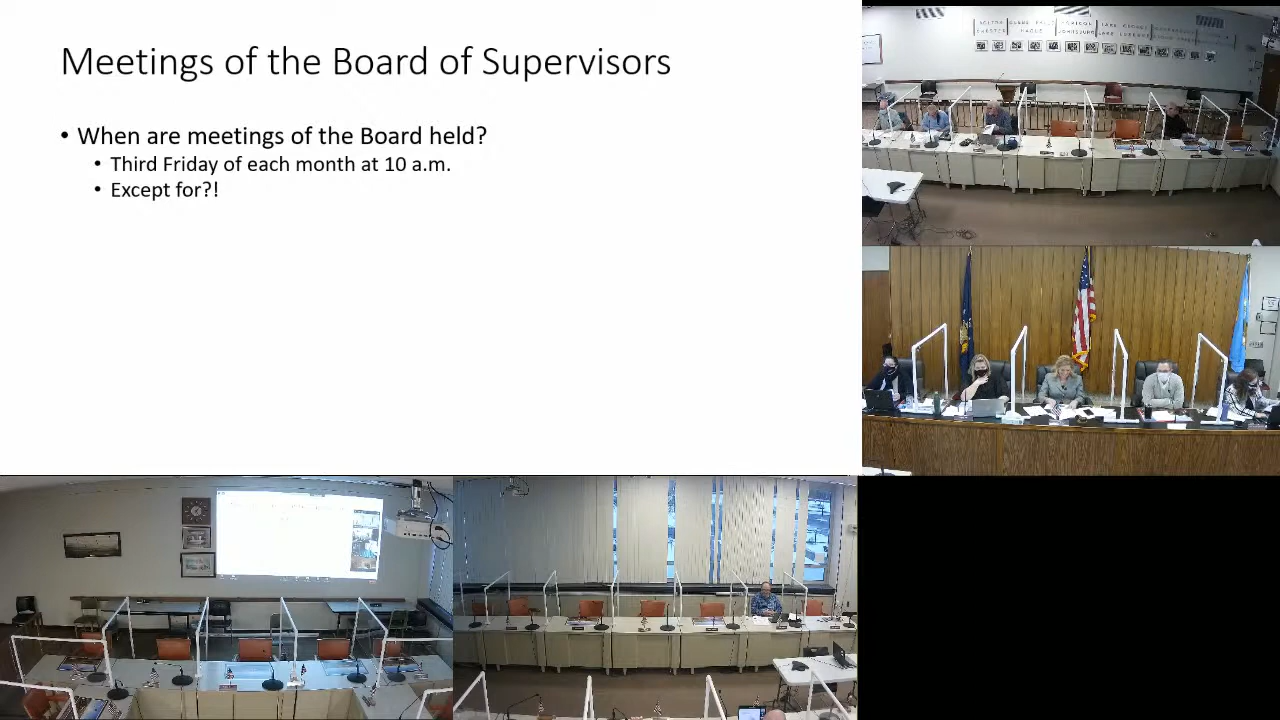 Meetings of the Board of Supervisors
• When are meetings of the Board held?
• Third Friday of each month at 10 a.m.
• Except for?!